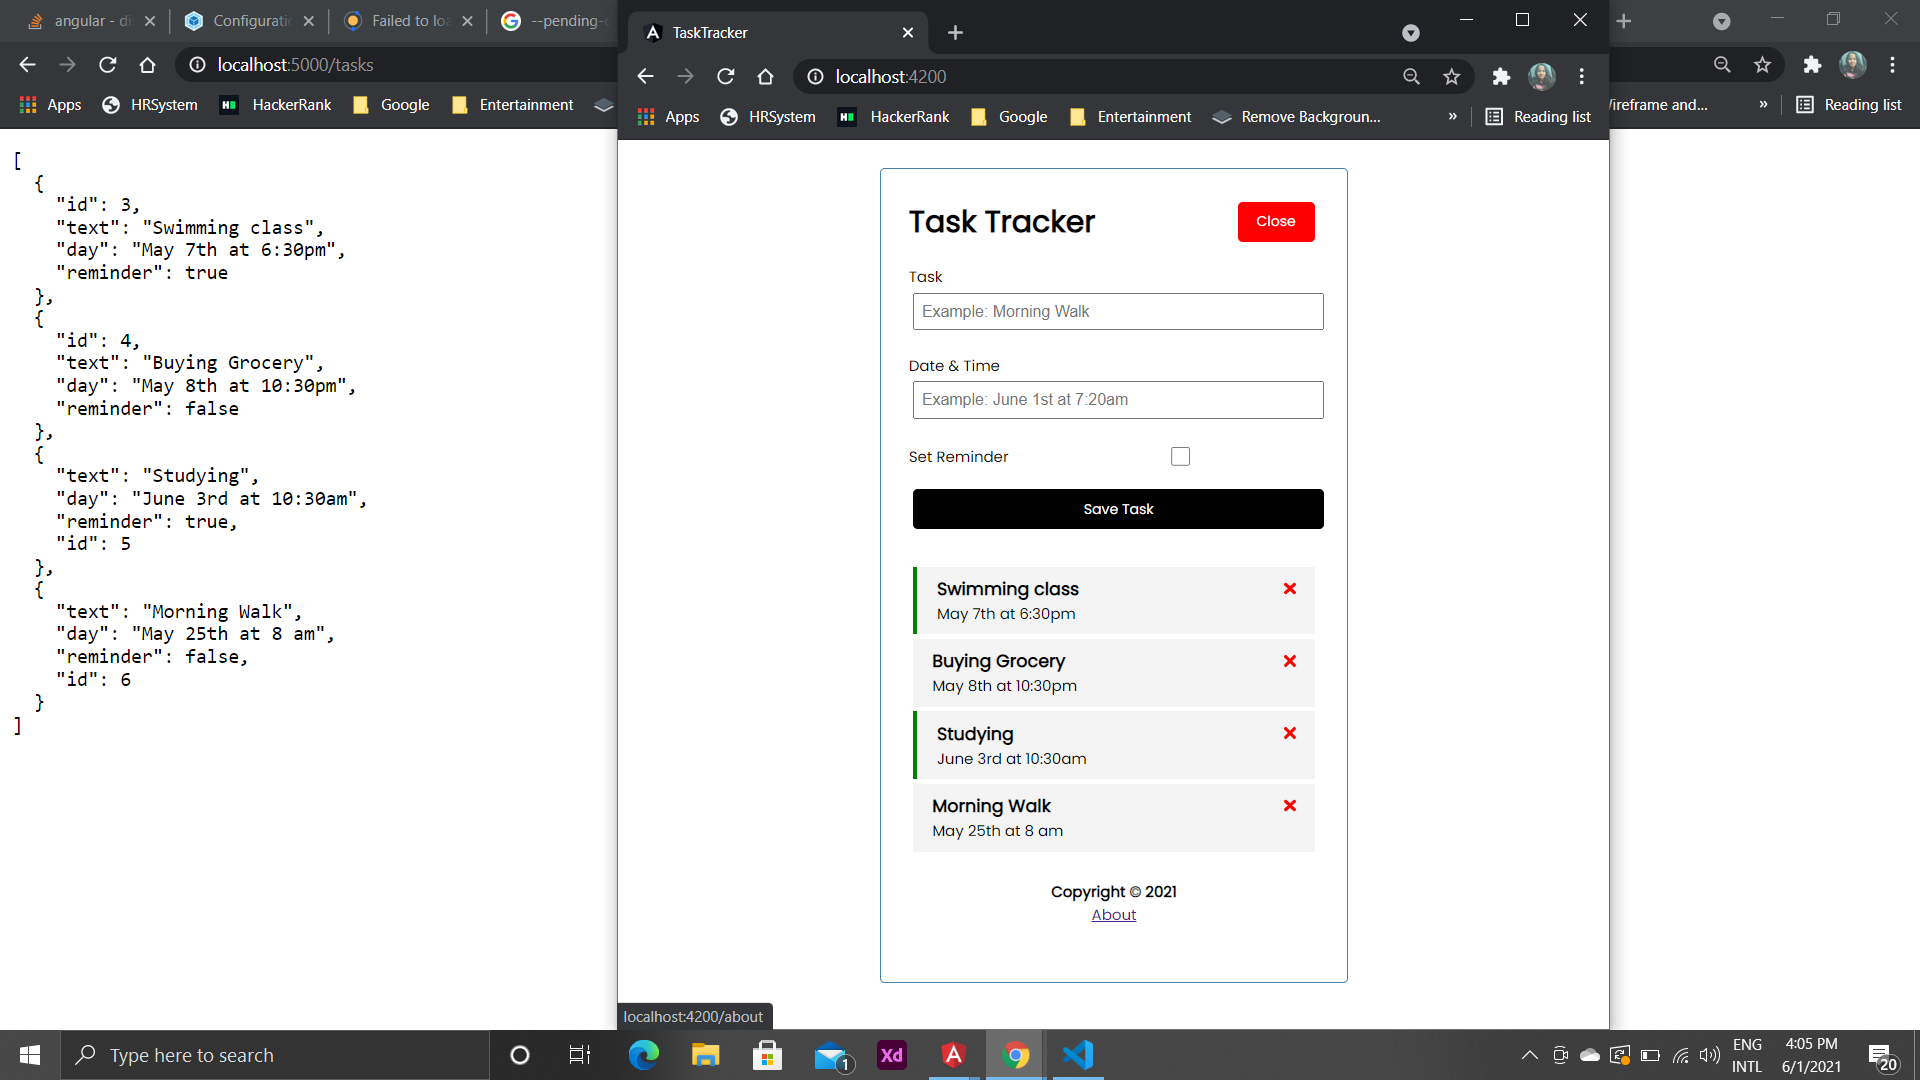 angular - di
Configuratio
Failed to loa
--pending-c
localhost:5000/tasks
Apps
HRSystem
HackerRank
Google
Entertainment
[
{
"id": 3,
"text": "Swimming class",
"day": "May 7th at 6:30pm",
"reminder": true
},
{
"id": 4,
"text": "Buying Grocery",
"day": "May 8th at 10:30pm",
"reminder": false
},
{
"text": "Studying",
"day": "June 3rd at 10:30am",
"reminder": true,
"id": 5
},
{
"text": "Morning Walk",
"day": "May 25th at 8 am",
"reminder": false,
"id": 6
}
]
TaskTracker
localhost:4200
Apps
HRSystem
HackerRank
Google
Entertainment
Remove Backgroun...
»
Reading list
Task Tracker
Close
Task
Example: Morning Walk
Date & Time
Example: June 1st at 7:20am
Set Reminder
Save Task
Swimming class
May 7th at 6:30pm
Buying Grocery
May 8th at 10:30pm
Studying
June 3rd at 10:30am
Morning Walk
May 25th at 8 am
Copyright © 2021
About
localhost:4200/about
Wireframe and...
»
Reading list
Type here to search
1
Xd
ENG
INTL
4:05 PM
6/1/2021
20